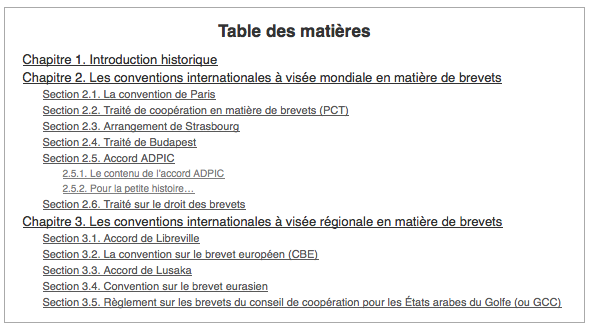 Table des matières
Chapitre 1. Introduction historique
Chapitre 2. Les conventions internationales à visée mondiale en matière de brevets
Section 2.1. La convention de Paris
Section 2.2. Traité de coopération en matière de brevets (PCT)
Section 2.3. Arrangement de Strasbourg
Section 2.4. Traité de Budapest
Section 2.5. Accord ADPIC
2.5.1. Le contenu de l'accord ADPIC
2.5.2. Pour la petite histoire…
Section 2.6. Traité sur le droit des brevets
Chapitre 3. Les conventions internationales à visée régionale en matière de brevets
Section 3.1. Accord de Libreville
Section 3.2. La convention sur le brevet européen (CBE)
Section 3.3. Accord de Lusaka
Section 3.4. Convention sur le brevet eurasien
Section 3.5. Règlement sur les brevets du conseil de coopération pour les États arabes du Golfe (ou GCC)